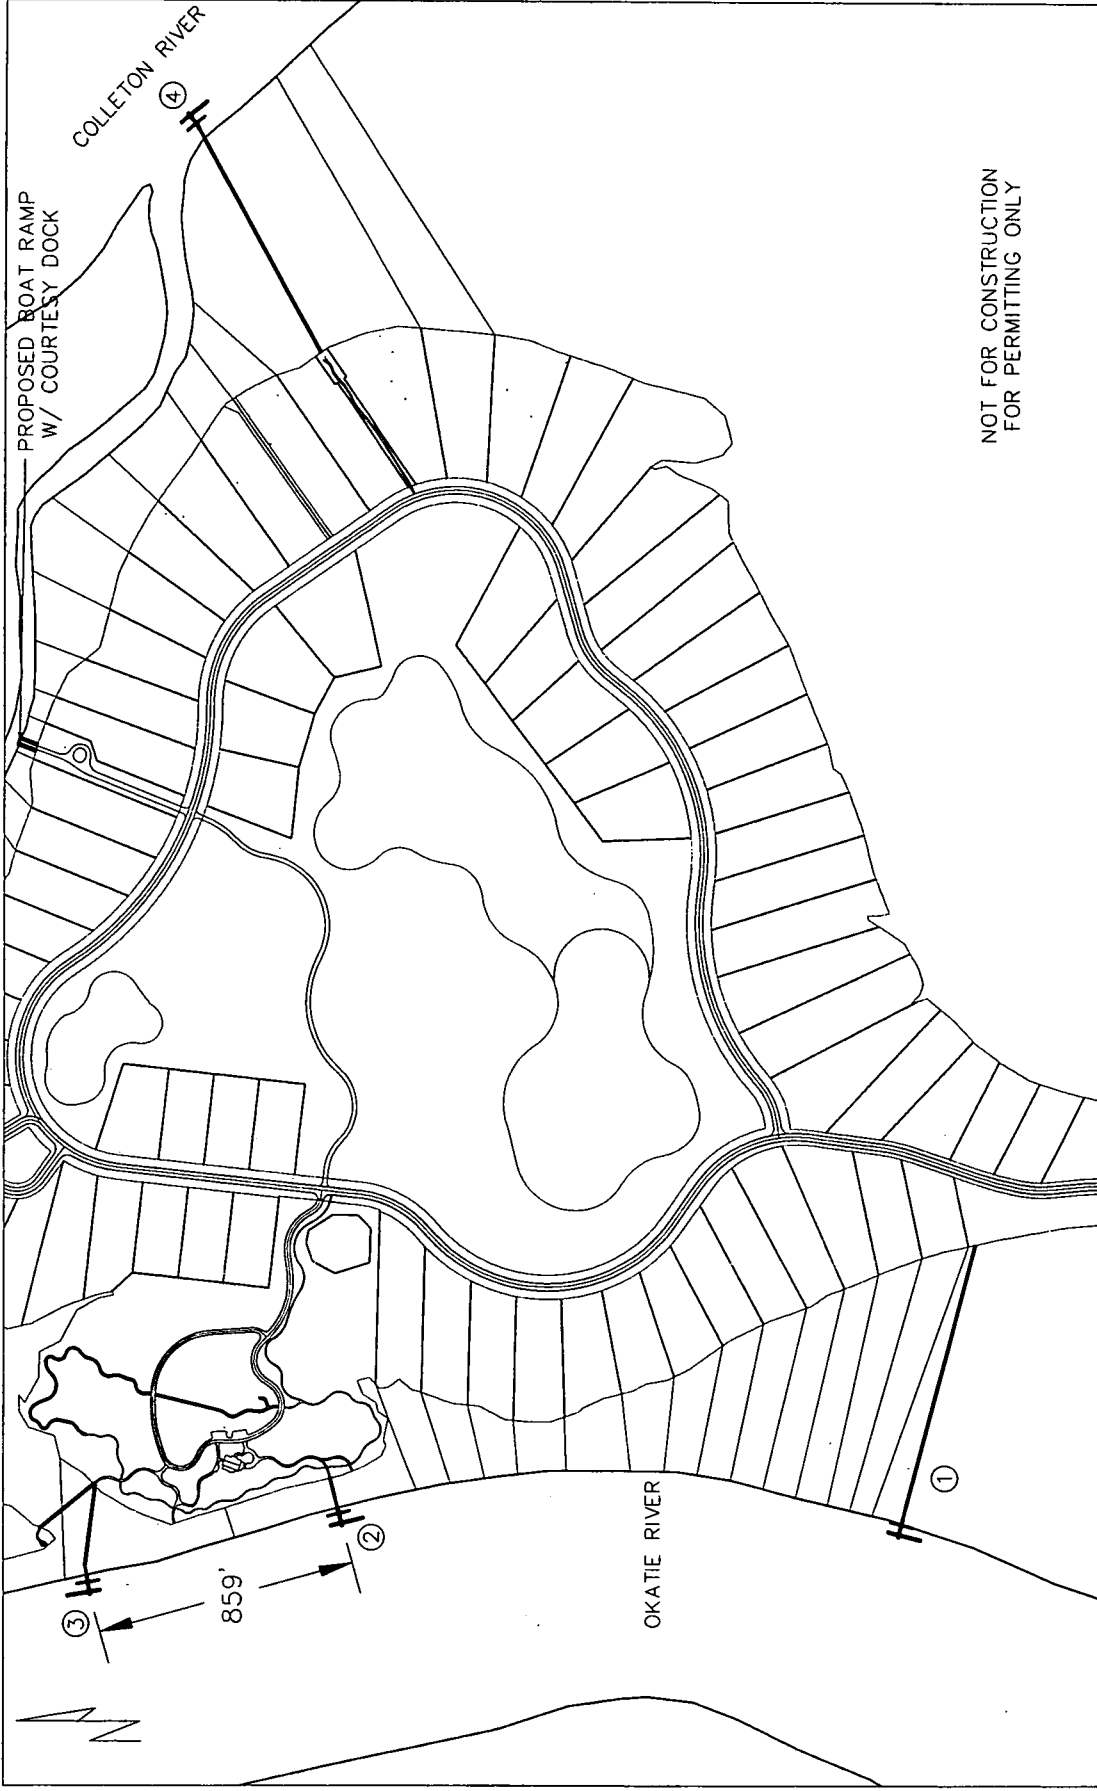 COLLETON RIVER
④
PROPOSED BOAT RAMP
W/ COURTESY DOCK
NOT FOR CONSTRUCTION
FOR PERMITTING ONLY
③
859'
②
OKATIE RIVER
①
N